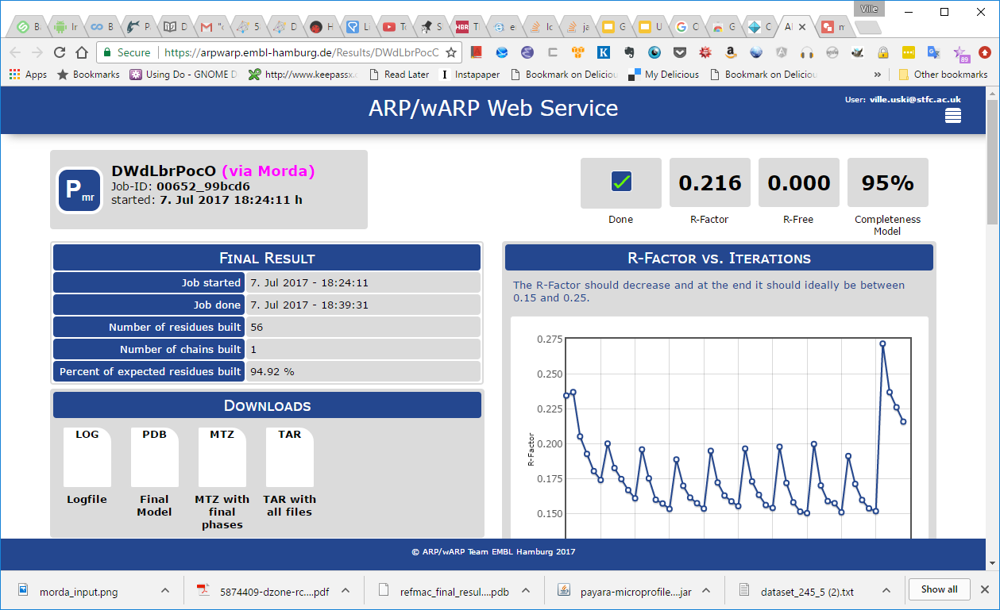 Ville
Secure
https://arpwarp.embl-hamburg.de/Results/DWdLbrPocO
Apps
Bookmarks
Using Do - GNOME D
http://www.keepassx.
Read Later
Instapaper
Bookmark on Deliciou
My Delicious
Bookmark on Deliciou
»
Other bookmarks
ARP/wARP Web Service
User: ville.uski@stfc.ac.uk
P mr
DWdLbrPocO (via Morda)
Job-ID: 00652_99bcd6
started: 7. Jul 2017 18:24:11 h
Done
0.216
R-Factor
0.000
R-Free
95%
Completeness
Model
Final Result
Job started 7. Jul 2017 - 18:24:11
Job done 7. Jul 2017 - 18:39:31
Number of residues built 56
Number of chains built 1
Percent of expected residues built 94.92 %
Downloads
LOG
Logfile
PDB
Final
Model
MTZ
MTZ with
final
phases
TAR
TAR with
all files
R-Factor vs. Iterations
The R-Factor should decrease and at the end it should ideally be between
0.15 and 0.25.
R-Factor
0.275
0.250
0.225
0.200
0.175
0.150
© ARP/wARP Team EMBL Hamburg 2017
morda_input.png
5874409-dzone-rc....pdf
refmac_final_resul....pdb
payara-microprofile....jar
dataset_245_5 (2).txt
Show all